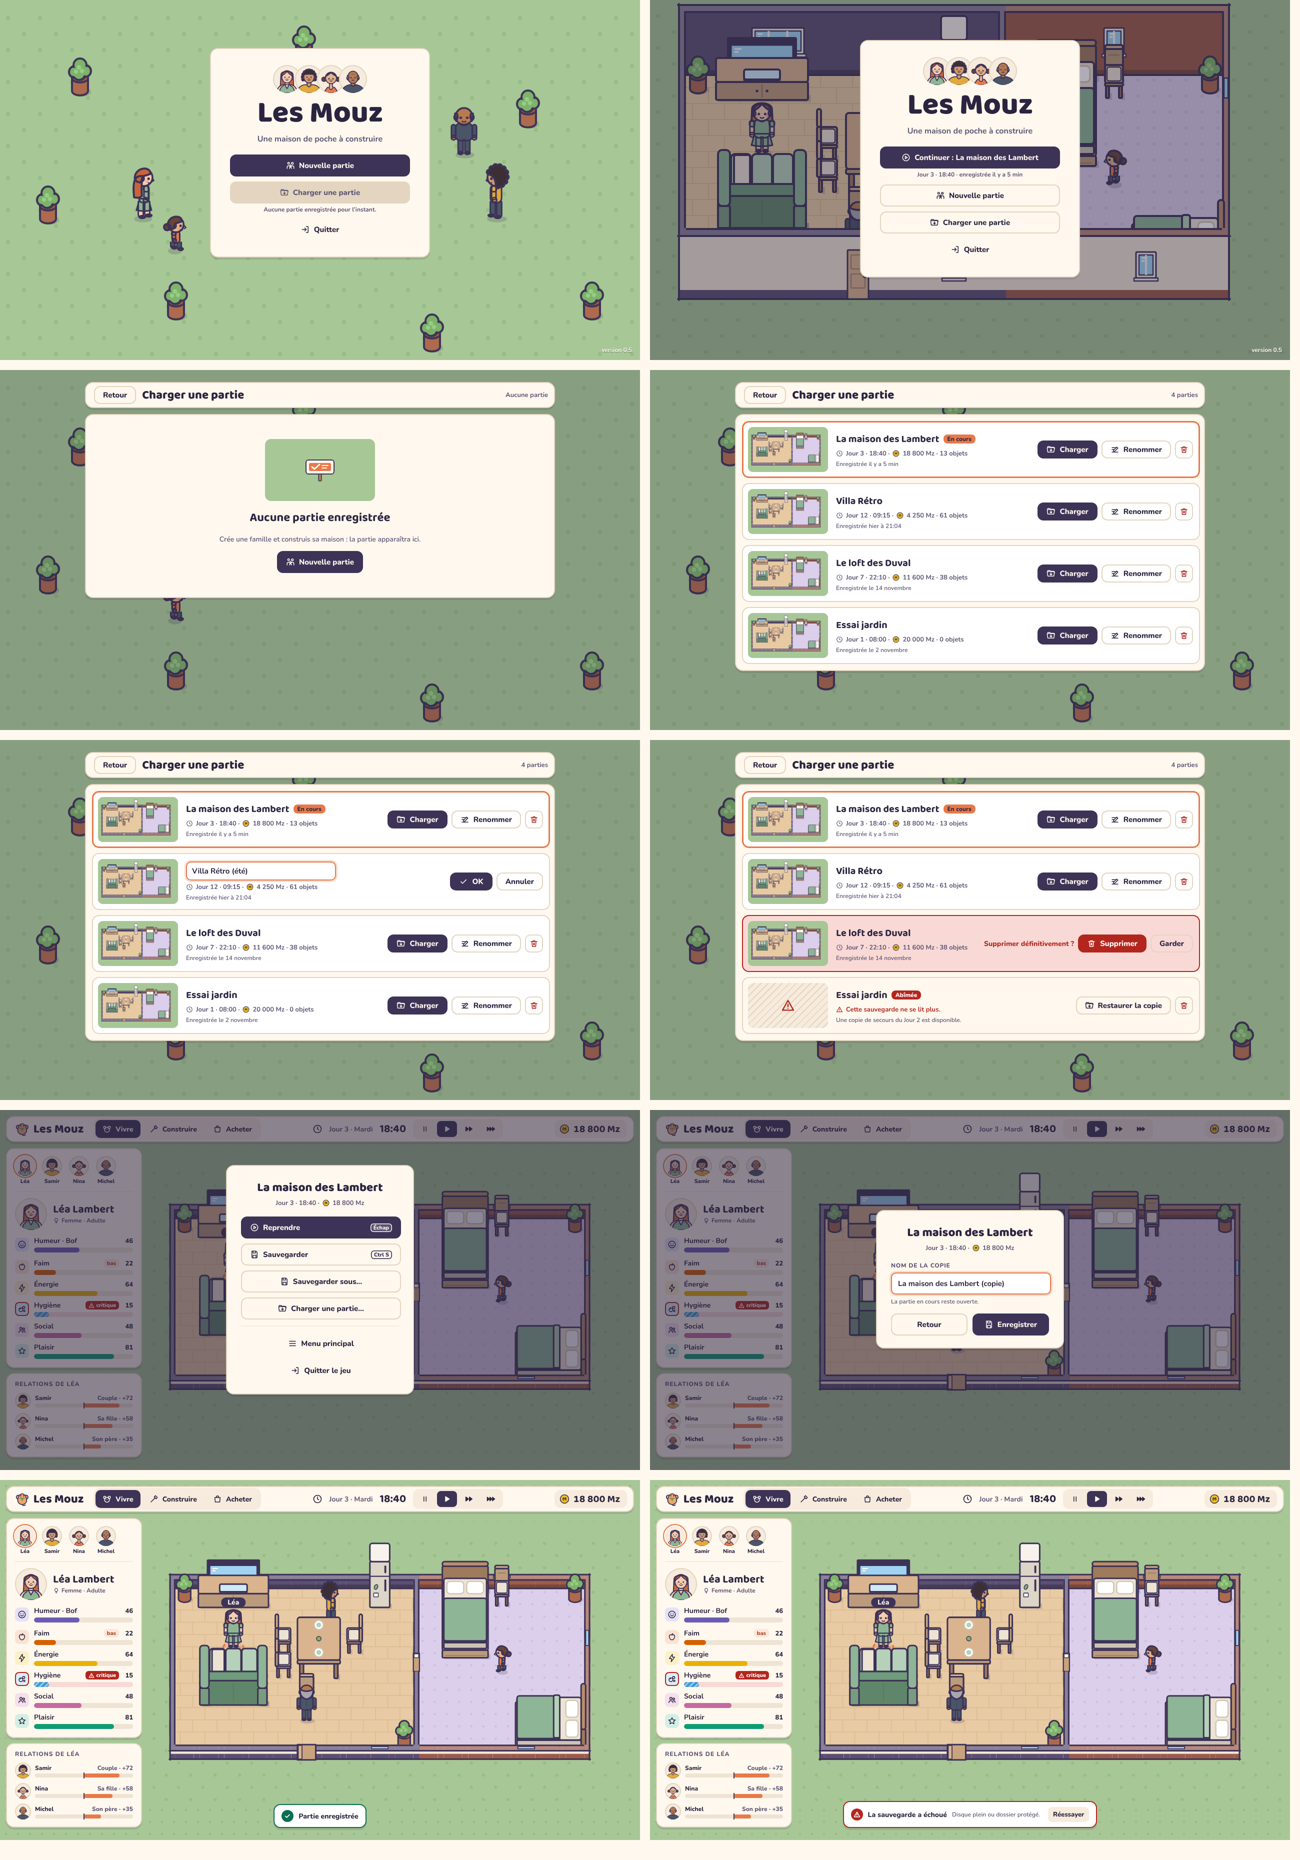 Les Mouz
Une maison de poche à construire
Nouvelle partie
Charger une partie
Aucune partie enregistrée pour l'instant.
Quitter
version 0.5
Les Mouz
Une maison de poche à construire
Continuer : La maison des Lambert
Jour 3 · 18:40 · enregistrée il y a 5 min
Nouvelle partie
Charger une partie
Quitter
version 0.5
Retour Charger une partie Aucune partie
Aucune partie enregistrée
Crée une famille et construis sa maison : la partie apparaîtra ici.
Nouvelle partie
Retour Charger une partie 4 parties
La maison des Lambert En cours
Jour 3 · 18:40 · 18 800 Mz · 13 objets
Enregistrée il y a 5 min
Charger Renommer
Villa Rétro
Jour 12 · 09:15 · 4 250 Mz · 61 objets
Enregistrée hier à 21:04
Charger Renommer
Le loft des Duval
Jour 7 · 22:10 · 11 600 Mz · 38 objets
Enregistrée le 14 novembre
Charger Renommer
Essai jardin
Jour 1 · 08:00 · 20 000 Mz · 0 objets
Enregistrée le 2 novembre
Charger Renommer
Retour Charger une partie 4 parties
La maison des Lambert En cours
Jour 3 · 18:40 · 18 800 Mz · 13 objets
Enregistrée il y a 5 min
Charger Renommer
Villa Rétro (été)
Jour 12 · 09:15 · 4 250 Mz · 61 objets
Enregistrée hier à 21:04
OK Annuler
Le loft des Duval
Jour 7 · 22:10 · 11 600 Mz · 38 objets
Enregistrée le 14 novembre
Charger Renommer
Essai jardin
Jour 1 · 08:00 · 20 000 Mz · 0 objets
Enregistrée le 2 novembre
Charger Renommer
Retour Charger une partie 4 parties
La maison des Lambert En cours
Jour 3 · 18:40 · 18 800 Mz · 13 objets
Enregistrée il y a 5 min
Charger Renommer
Villa Rétro
Jour 12 · 09:15 · 4 250 Mz · 61 objets
Enregistrée hier à 21:04
Charger Renommer
Le loft des Duval
Jour 7 · 22:10 · 11 600 Mz · 38 objets
Enregistrée le 14 novembre
Supprimer définitivement ? Supprimer Garder
Essai jardin Abîmée
Cette sauvegarde ne se lit plus.
Une copie de secours du Jour 2 est disponible.
Restaurer la copie
Les Mouz Vivre Construire Acheter Jour 3 · Mardi 18:40 18 800 Mz
Léa Samir Nina Michel
Léa Lambert
Femme · Adulte
Humeur · Bof 46
Faim bas 22
Énergie 64
Hygiène critique 15
Social 48
Plaisir 81
RELATIONS DE LÉA
Samir Couple · +72
Nina Sa fille · +58
Michel Son père · +35
La maison des Lambert
Jour 3 · 18:40 · 18 800 Mz
Reprendre Échap
Sauvegarder Ctrl S
Sauvegarder sous...
Charger une partie...
Menu principal
Quitter le jeu
Les Mouz Vivre Construire Acheter Jour 3 · Mardi 18:40 18 800 Mz
Léa Samir Nina Michel
Léa Lambert
Femme · Adulte
Humeur · Bof 46
Faim bas 22
Énergie 64
Hygiène critique 15
Social 48
Plaisir 81
RELATIONS DE LÉA
Samir Couple · +72
Nina Sa fille · +58
Michel Son père · +35
La maison des Lambert
Jour 3 · 18:40 · 18 800 Mz
NOM DE LA COPIE
La maison des Lambert (copie)
La partie en cours reste ouverte.
Retour Enregistrer
Les Mouz Vivre Construire Acheter Jour 3 · Mardi 18:40 18 800 Mz
Léa Samir Nina Michel
Léa Lambert
Femme · Adulte
Humeur · Bof 46
Faim bas 22
Énergie 64
Hygiène critique 15
Social 48
Plaisir 81
RELATIONS DE LÉA
Samir Couple · +72
Nina Sa fille · +58
Michel Son père · +35
Léa
Partie enregistrée
Les Mouz Vivre Construire Acheter Jour 3 · Mardi 18:40 18 800 Mz
Léa Samir Nina Michel
Léa Lambert
Femme · Adulte
Humeur · Bof 46
Faim bas 22
Énergie 64
Hygiène critique 15
Social 48
Plaisir 81
RELATIONS DE LÉA
Samir Couple · +72
Nina Sa fille · +58
Michel Son père · +35
Léa
La sauvegarde a échoué Disque plein ou dossier protégé. Réessayer